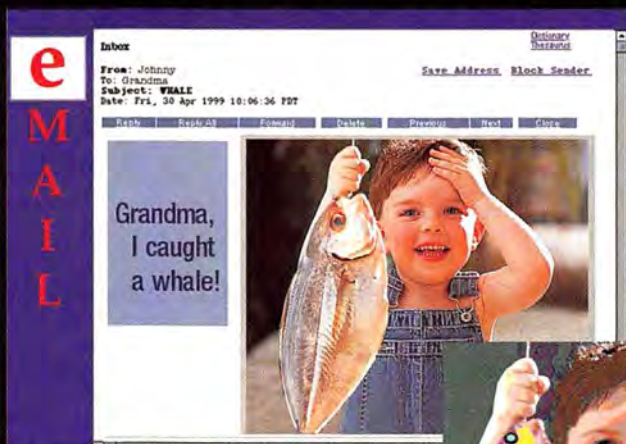 e
MAIL
Dictionary
Thesaurus
Inbox
From: Johnny
To: Grandma
Subject: WHALE
Date: Fri, 30 Apr 1999 10:06:36 PDT
Save Address Block Sender
Reply Reply All Forward Delete Previous Next Close
Grandma,
I caught
a whale!